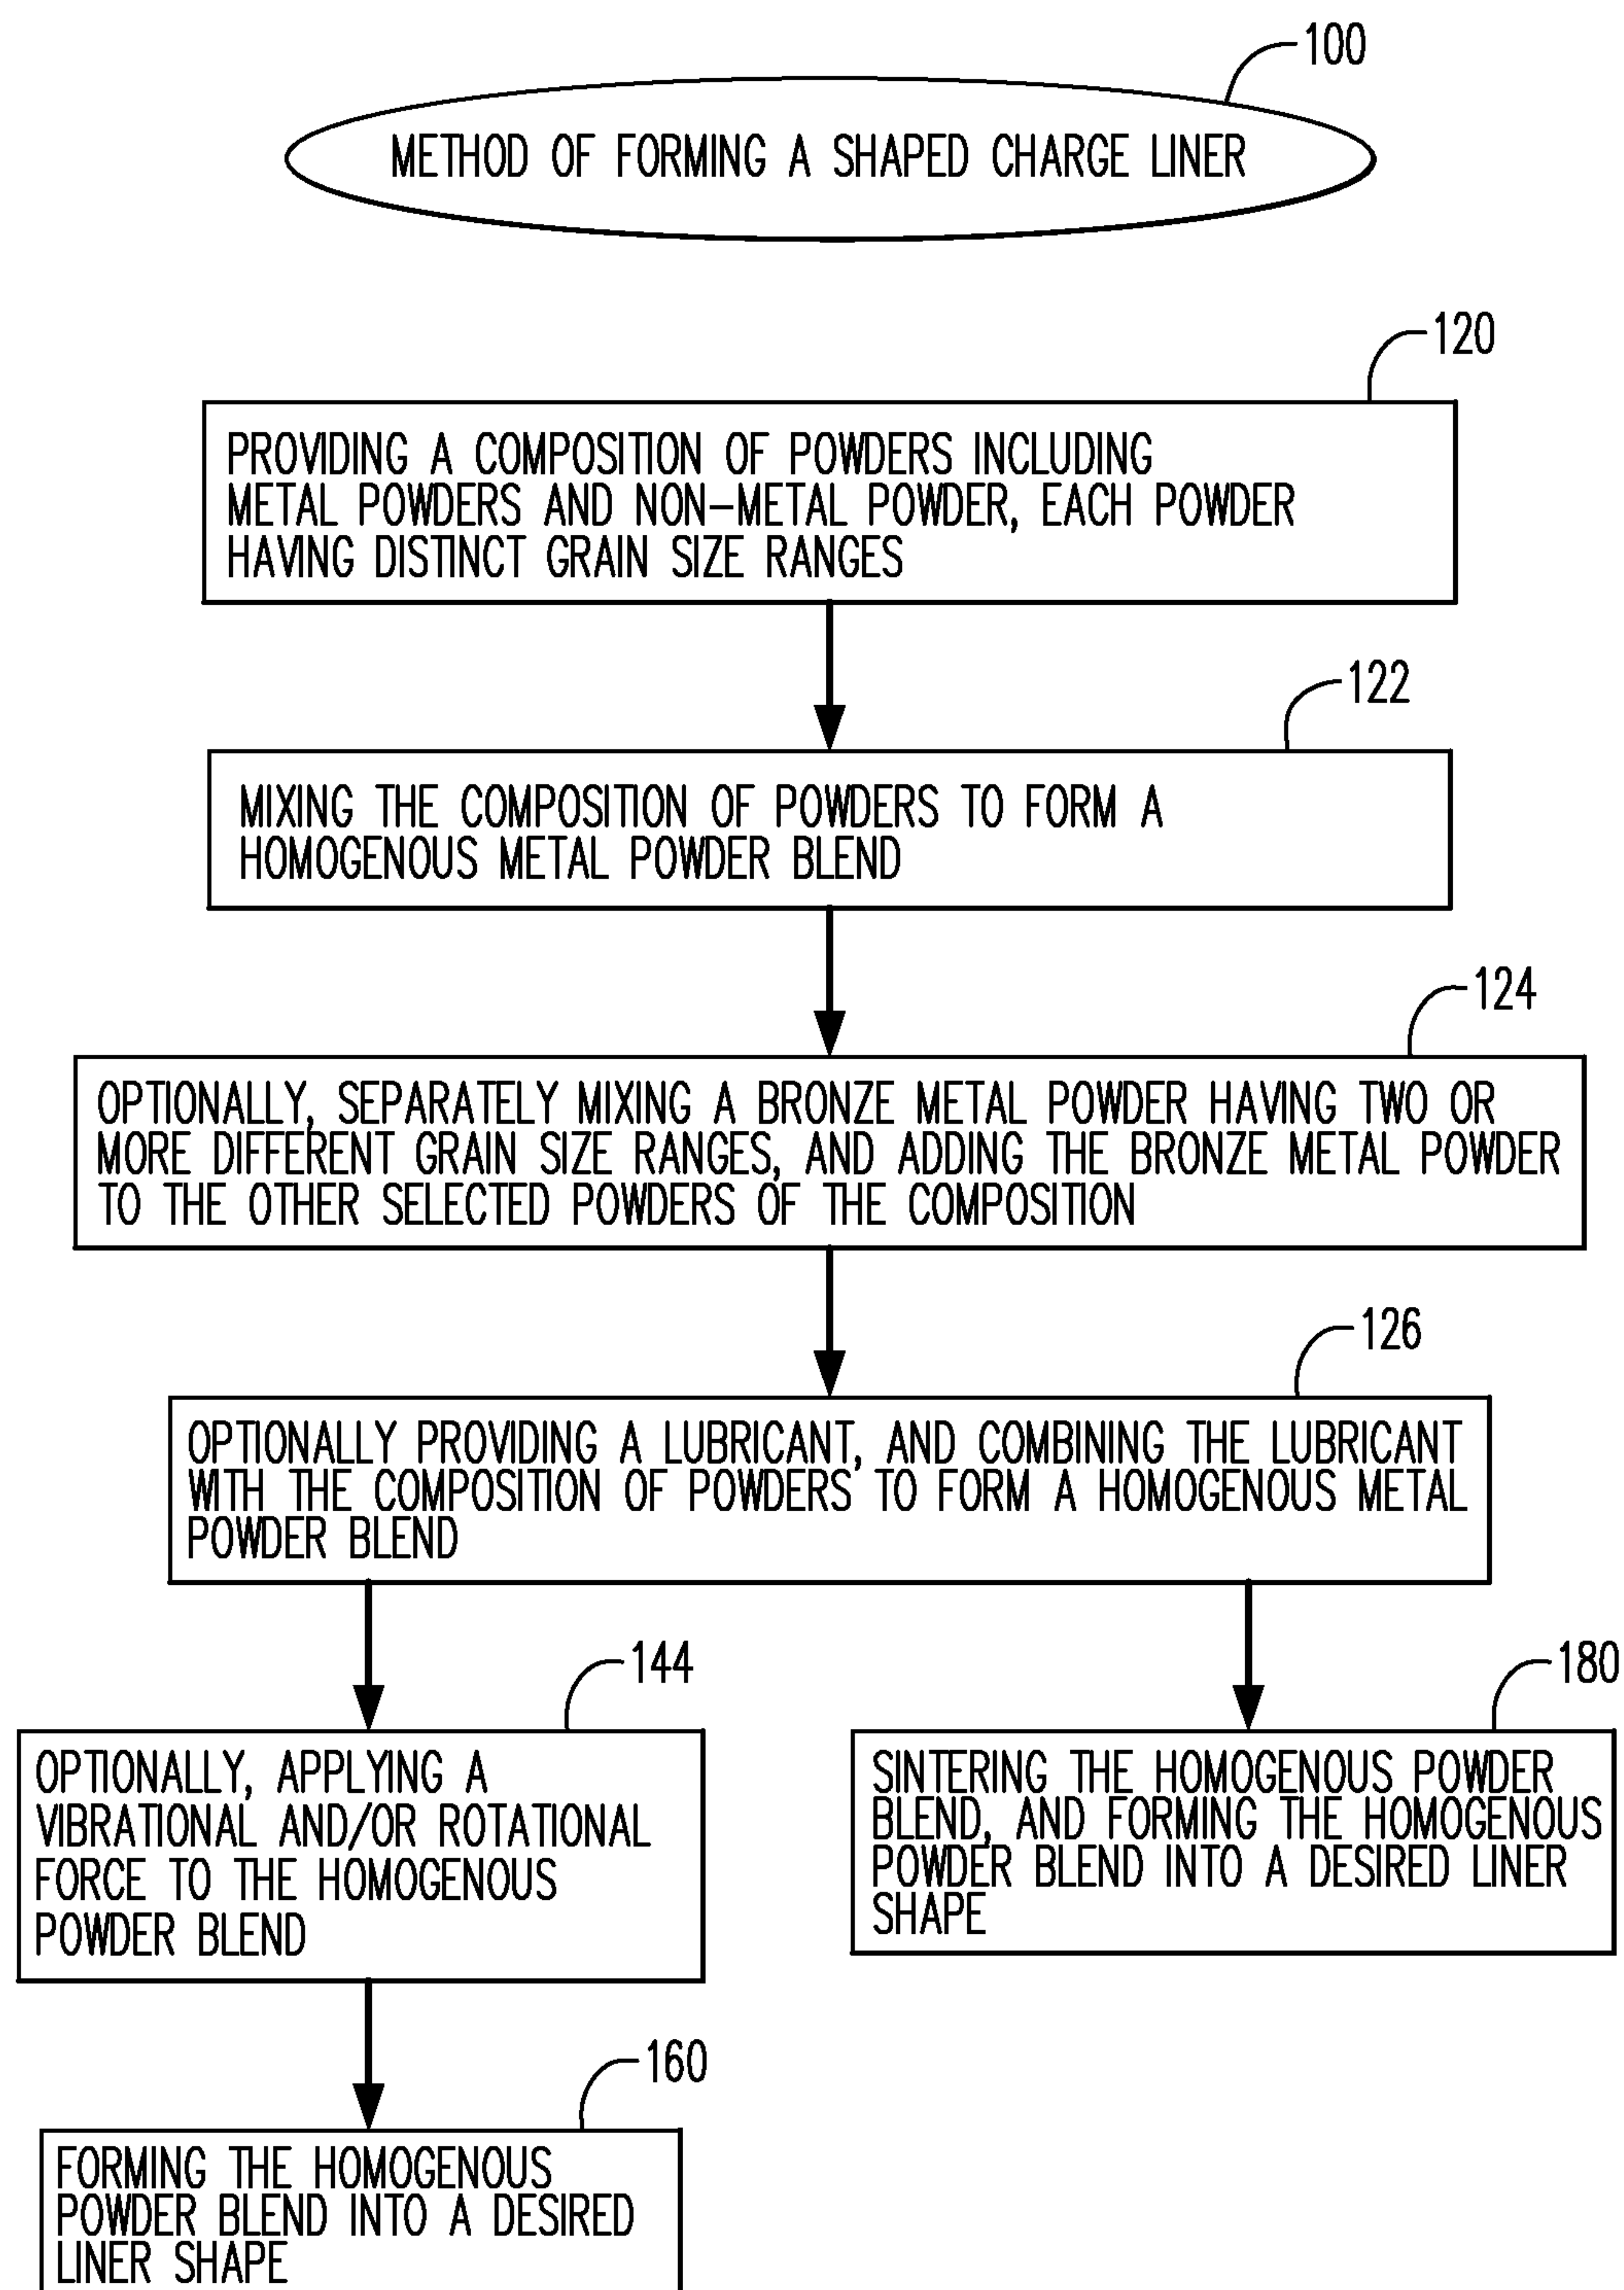 100
METHOD OF FORMING A SHAPED CHARGE LINER
120
PROVIDING A COMPOSITION OF POWDERS INCLUDING
METAL POWDERS AND NON-METAL POWDER, EACH POWDER
HAVING DISTINCT GRAIN SIZE RANGES
122
MIXING THE COMPOSITION OF POWDERS TO FORM A
HOMOGENOUS METAL POWDER BLEND
124
OPTIONALLY, SEPARATELY MIXING A BRONZE METAL POWDER HAVING TWO OR
MORE DIFFERENT GRAIN SIZE RANGES, AND ADDING THE BRONZE METAL POWDER
TO THE OTHER SELECTED POWDERS OF THE COMPOSITION
126
OPTIONALLY PROVIDING A LUBRICANT, AND COMBINING THE LUBRICANT
WITH THE COMPOSITION OF POWDERS TO FORM A HOMOGENOUS METAL
POWDER BLEND
144
OPTIONALLY, APPLYING A
VIBRATIONAL AND/OR ROTATIONAL
FORCE TO THE HOMOGENOUS
POWDER BLEND
180
SINTERING THE HOMOGENOUS POWDER
BLEND, AND FORMING THE HOMOGENOUS
POWDER BLEND INTO A DESIRED LINER
SHAPE
160
FORMING THE HOMOGENOUS
POWDER BLEND INTO A DESIRED
LINER SHAPE